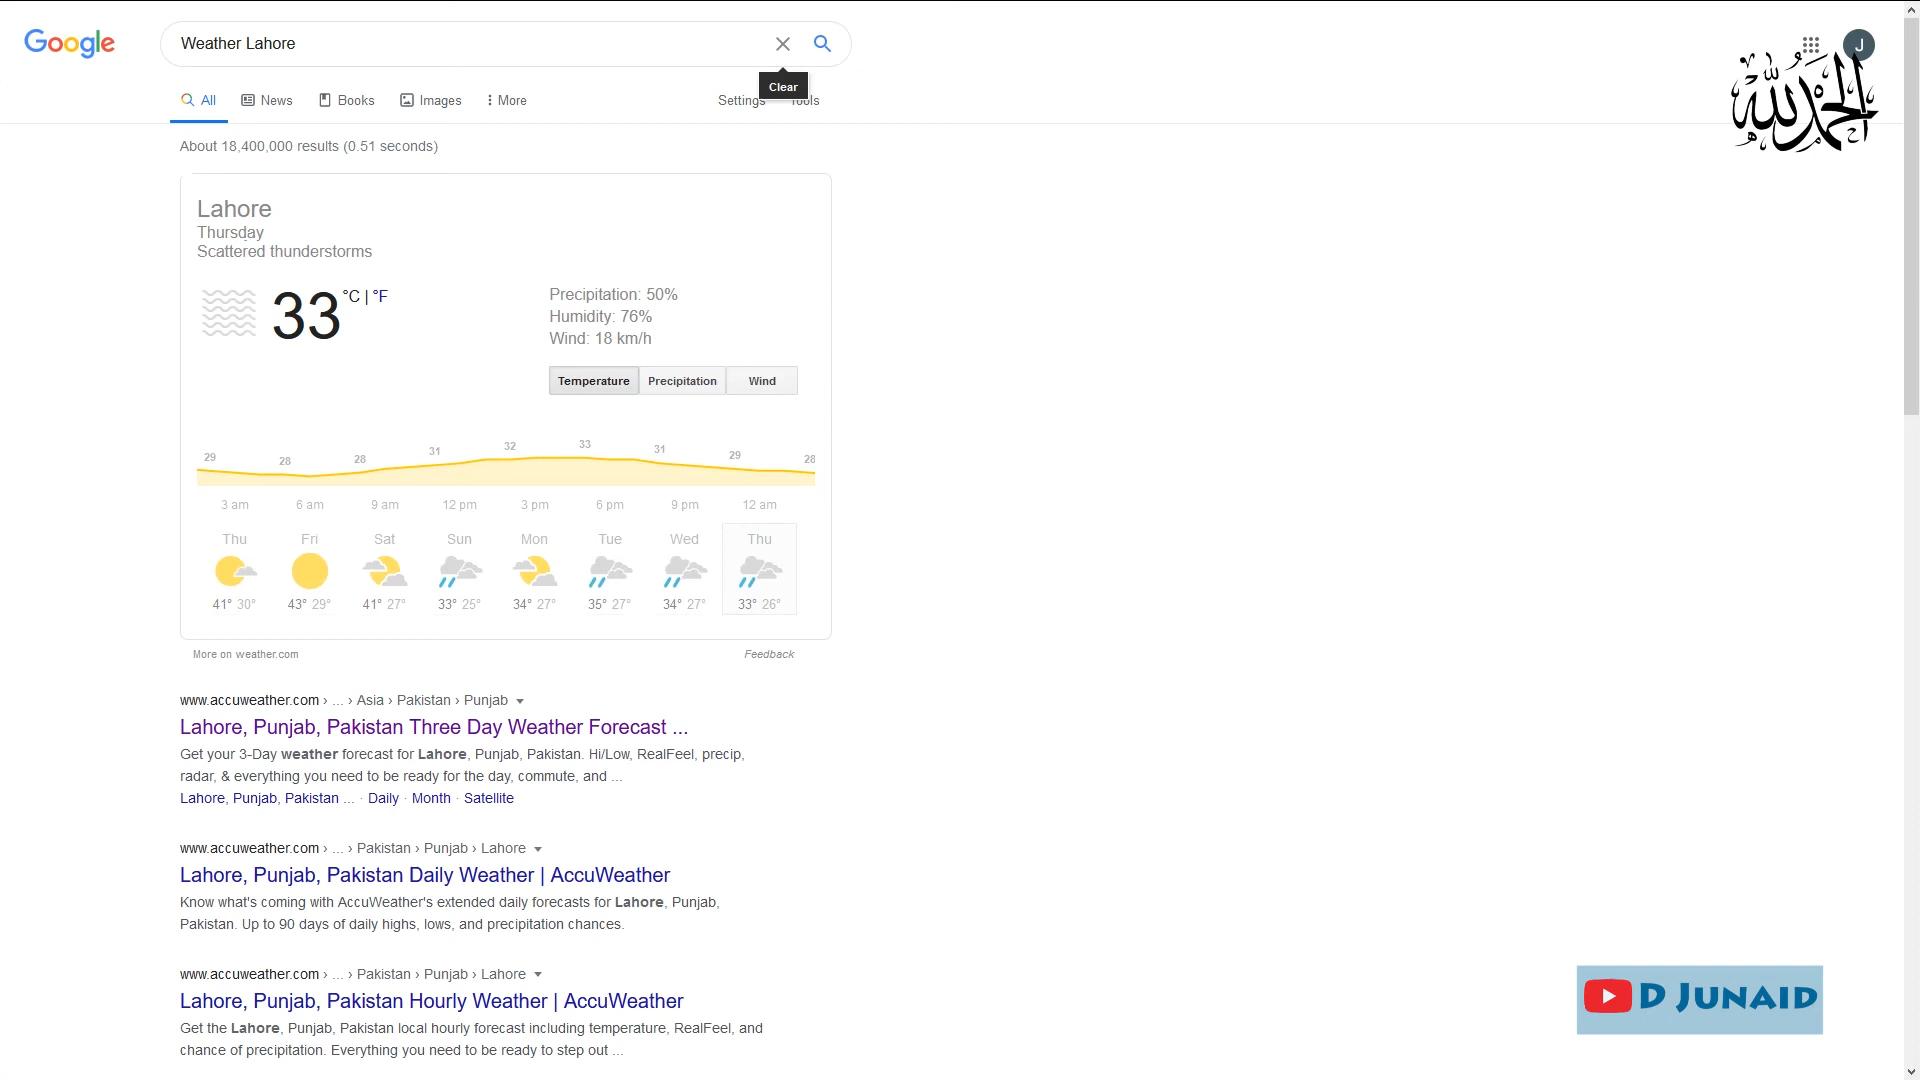 Google
Weather Lahore
J
Clear
All
News
Books
Images
More
Settings
Tools
الحمد لله
About 18,400,000 results (0.51 seconds)
Lahore
Thursday
Scattered thunderstorms
33 °C | °F
Precipitation: 50%
Humidity: 76%
Wind: 18 km/h
Temperature
Precipitation
Wind
29 28 28 31 32 33 31 29 28
3 am 6 am 9 am 12 pm 3 pm 6 pm 9 pm 12 am
Thu Fri Sat Sun Mon Tue Wed Thu
41° 30° 43° 29° 41° 27° 33° 25° 34° 27° 35° 27° 34° 27° 33° 26°
More on weather.com
Feedback
www.accuweather.com › ... › Asia › Pakistan › Punjab
Lahore, Punjab, Pakistan Three Day Weather Forecast ...
Get your 3-Day weather forecast for Lahore, Punjab, Pakistan. Hi/Low, RealFeel, precip,
radar, & everything you need to be ready for the day, commute, and ...
Lahore, Punjab, Pakistan ... · Daily · Month · Satellite
www.accuweather.com › ... › Pakistan › Punjab › Lahore
Lahore, Punjab, Pakistan Daily Weather | AccuWeather
Know what's coming with AccuWeather's extended daily forecasts for Lahore, Punjab,
Pakistan. Up to 90 days of daily highs, lows, and precipitation chances.
www.accuweather.com › ... › Pakistan › Punjab › Lahore
Lahore, Punjab, Pakistan Hourly Weather | AccuWeather
Get the Lahore, Punjab, Pakistan local hourly forecast including temperature, RealFeel, and
chance of precipitation. Everything you need to be ready to step out ...
D JUNAID